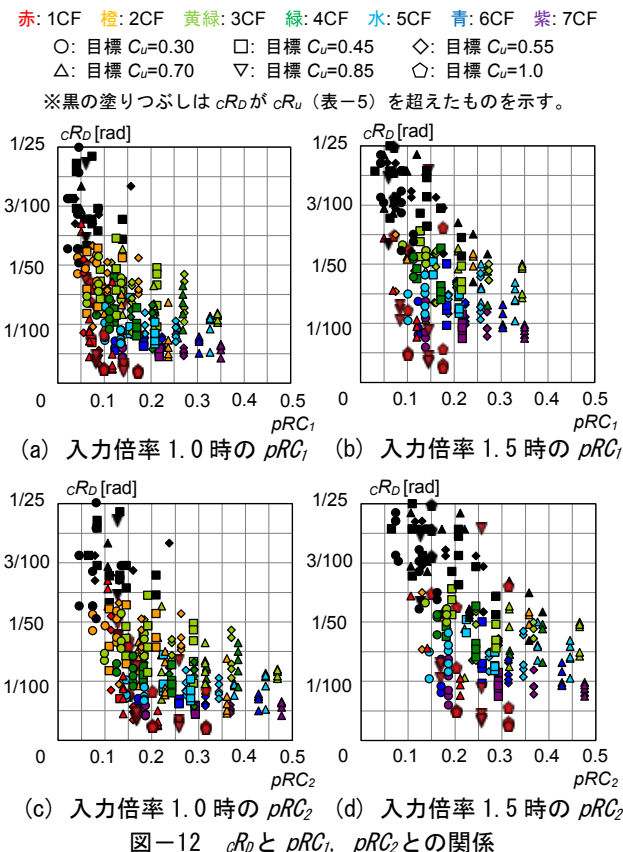 赤: 1CF 橙: 2CF 黄緑: 3CF 緑: 4CF 水: 5CF 青: 6CF 紫: 7CF
○: 目標 Cu=0.30 □: 目標 Cu=0.45 ◇: 目標 Cu=0.55
△: 目標 Cu=0.70 ▽: 目標 Cu=0.85 ⬠: 目標 Cu=1.0
※黒の塗りつぶしは cRD が cRu（表－5）を超えたものを示す。
cRD [rad]
1/25
3/100
1/50
1/100
0 0.1 0.2 0.3 0.4 0.5
pRC1
(a) 入力倍率 1.0 時の pRC1
cRD [rad]
1/25
3/100
1/50
1/100
0 0.1 0.2 0.3 0.4 0.5
pRC1
(b) 入力倍率 1.5 時の pRC1
cRD [rad]
1/25
3/100
1/50
1/100
0 0.1 0.2 0.3 0.4 0.5
pRC2
(c) 入力倍率 1.0 時の pRC2
cRD [rad]
1/25
3/100
1/50
1/100
0 0.1 0.2 0.3 0.4 0.5
pRC2
(d) 入力倍率 1.5 時の pRC2
図－12 cRDと pRC1, pRC2との関係